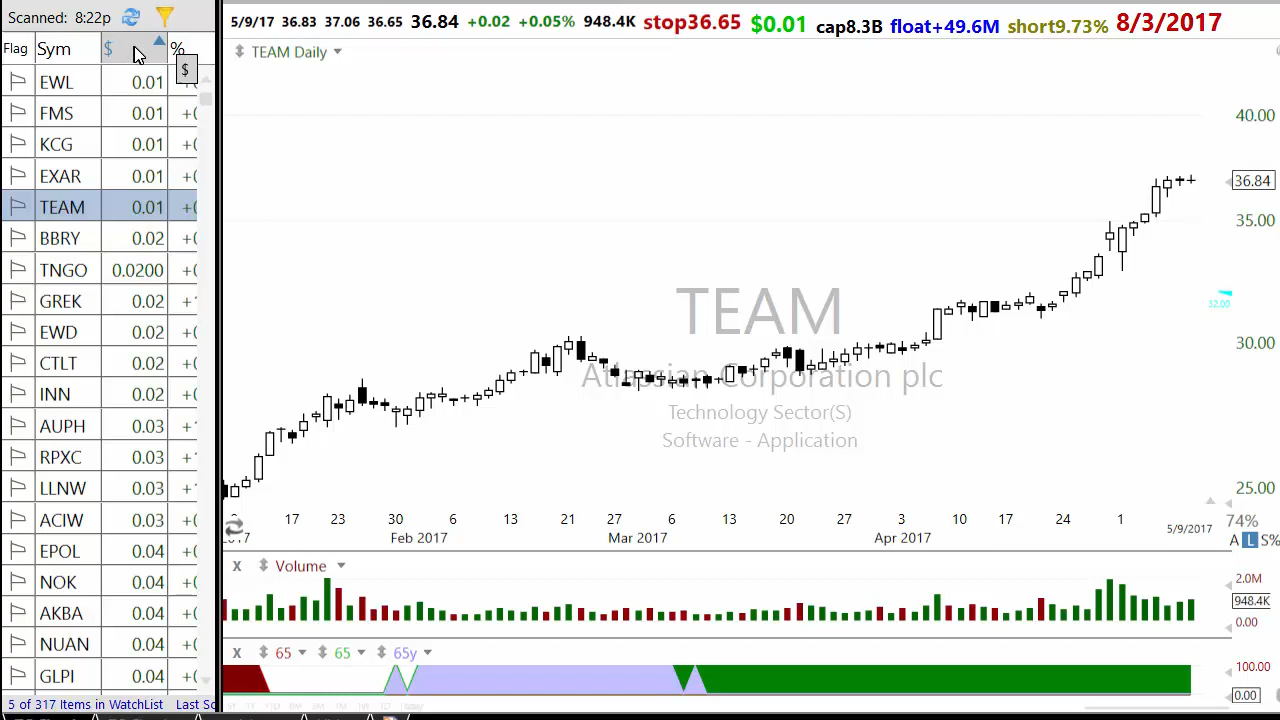 Scanned: 8:22p
Flag Sym $ %
$
EWL 0.01
FMS 0.01
KCG 0.01
EXAR 0.01
TEAM 0.01
BBRY 0.02
TNGO 0.0200
GREK 0.02
EWD 0.02
CTLT 0.02
INN 0.02
AUPH 0.03
RPXC 0.03
LLNW 0.03
ACIW 0.03
EPOL 0.04
NOK 0.04
AKBA 0.04
NUAN 0.04
GLPI 0.04
5 of 317 Items in WatchList
5/9/17 36.83 37.06 36.65 36.84 +0.02 +0.05% 948.4K stop36.65 $0.01 cap8.3B float+49.6M short9.73% 8/3/2017
TEAM Daily
40.00
36.84
35.00
32.00
30.00
25.00
TEAM
Atlassian Corporation plc
Technology Sector(S)
Software - Application
17 23 30 6 13 21 27 6 13 20 27 3 10 17 24 1
Feb 2017 Mar 2017 Apr 2017 5/9/2017
74%
A L S%
X Volume
2.0M
948.4K
0.00
X 65 65 65y
100.00
0.00